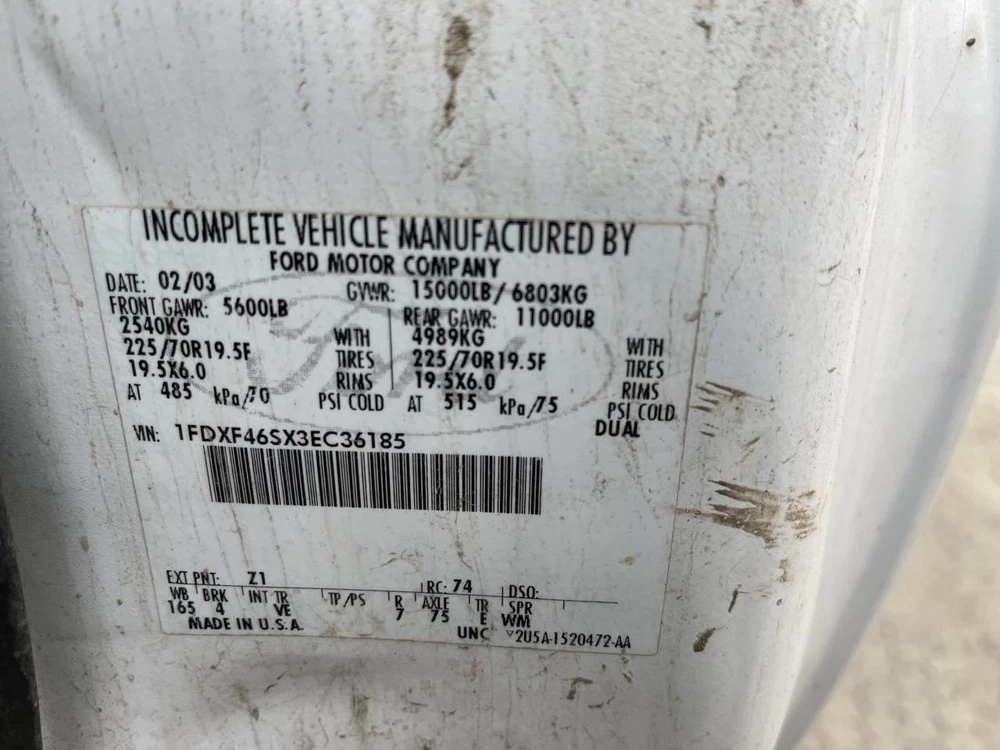 INCOMPLETE VEHICLE MANUFACTURED BY
FORD MOTOR COMPANY
DATE: 02/03
GVWR: 15000LB/ 6803KG
FRONT GAWR: 5600LB
2540KG
WITH
225/70R19.5F
TIRES
19.5X6.0
RIMS
AT 485 kPa/70 PSI COLD
REAR GAWR: 11000LB
4989KG
WITH
225/70R19.5F
TIRES
19.5X6.0
RIMS
AT 515 kPa/75 PSI COLD
DUAL
VIN: 1FDXF46SX3EC36185
EXT PNT: Z1 RC: 74 DSO:
WB BRK INT TR TP/PS R AXLE TR SPR
165 4 VE 7 75 E WM
MADE IN U.S.A. UNC 2U5A-1520472-AA